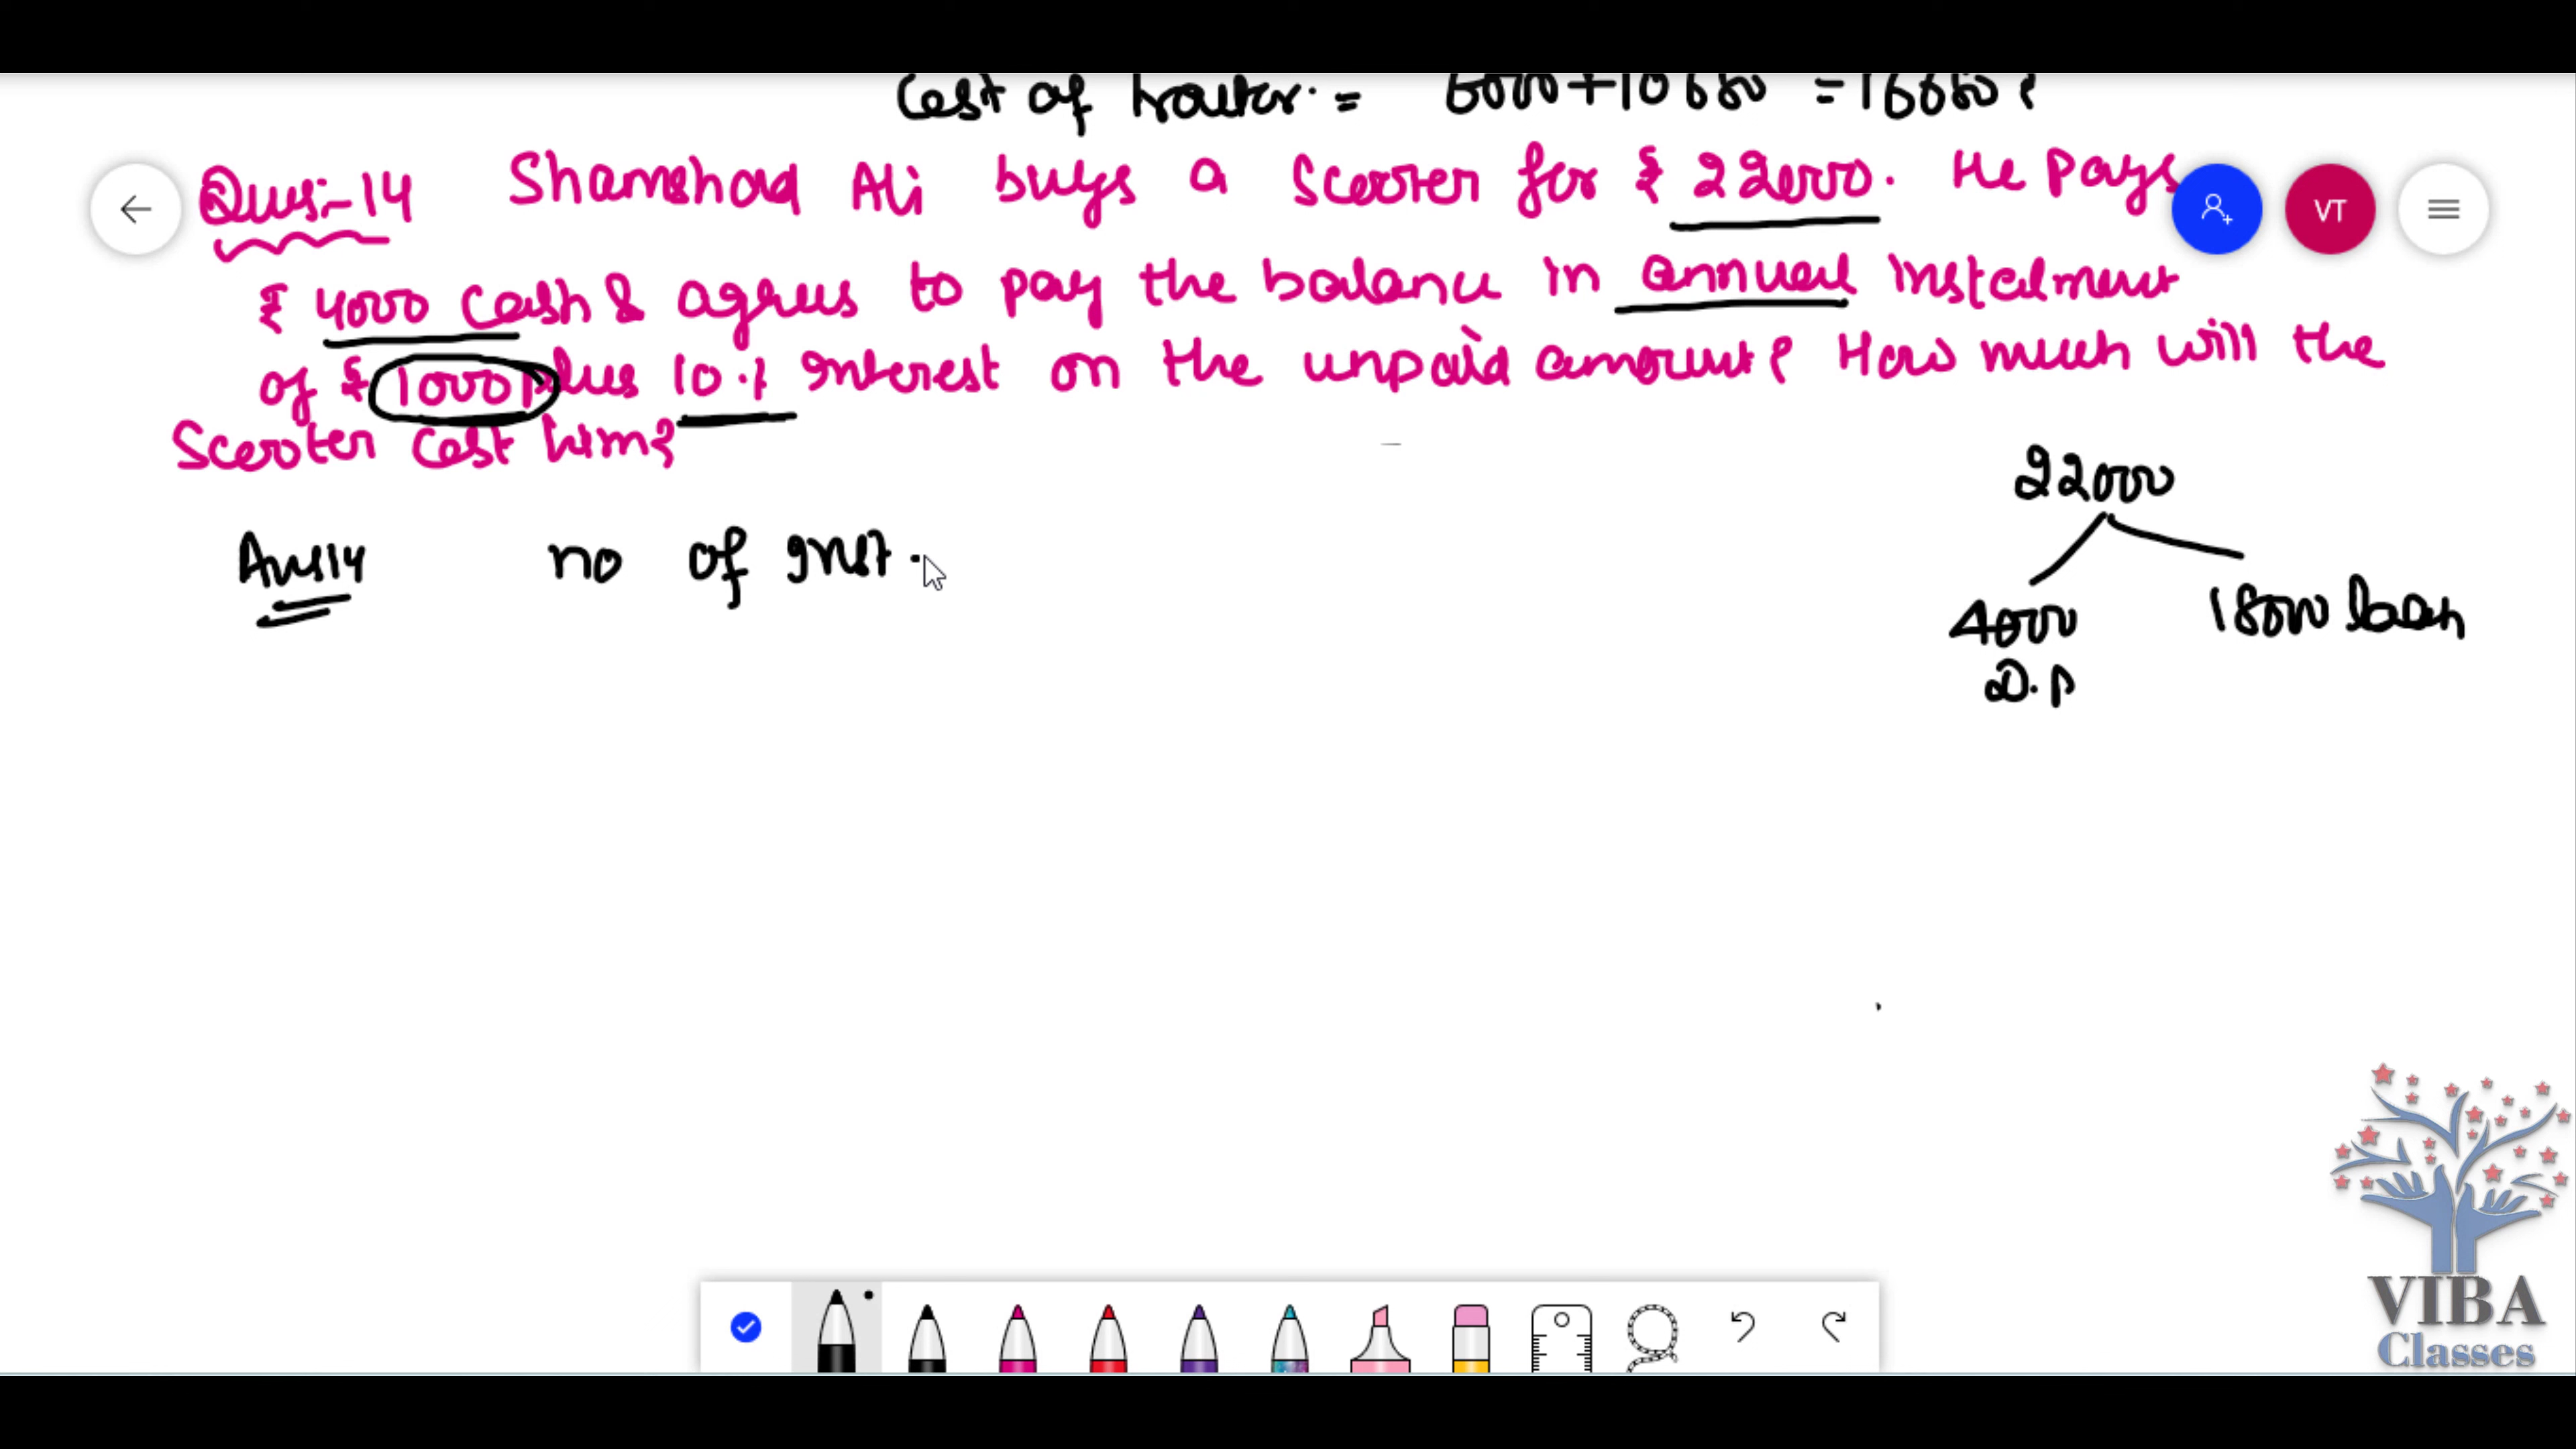 Cost of tractor. = 6000+10680 = 16680 ₹
VT
Ques:-14 Shamshad Ali buys a Scooter for ₹ 22000. He pays
₹ 4000 Cash & agrees to pay the balance in annual instalment
of ₹ 1000 plus 10% Interest on the unpaid amount? How much will the
Scooter Cost him?
22000
Ans14 no of Inst.
4000 18000 loan
D.P
VIBA
Classes